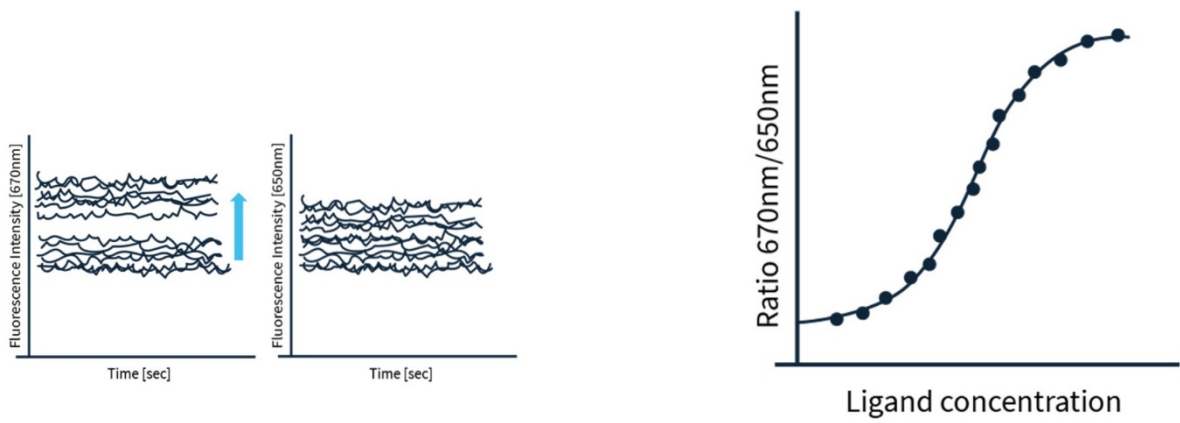 Fluorescence Intensity [670nm]
Time [sec]
Fluorescence Intensity [650nm]
Time [sec]
Ratio 670nm/650nm
Ligand concentration